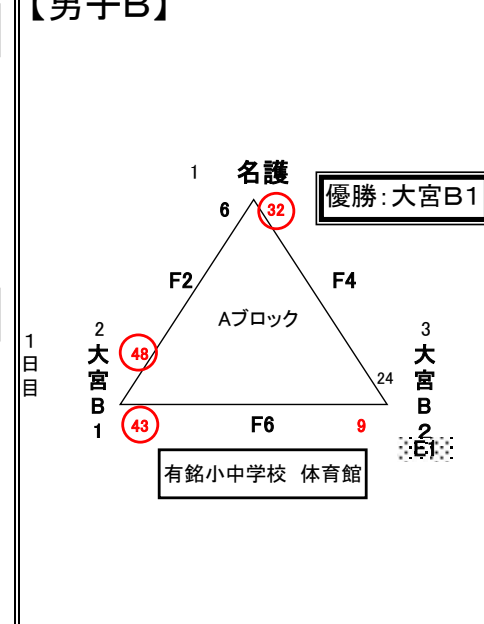 【男子B】
1
名護
優勝:大宮B1
6
32
F2
F4
Aブロック
1日目
2
大宮B1
48
3
大宮B2
24
E1
43
F6
9
有銘小中学校 体育館